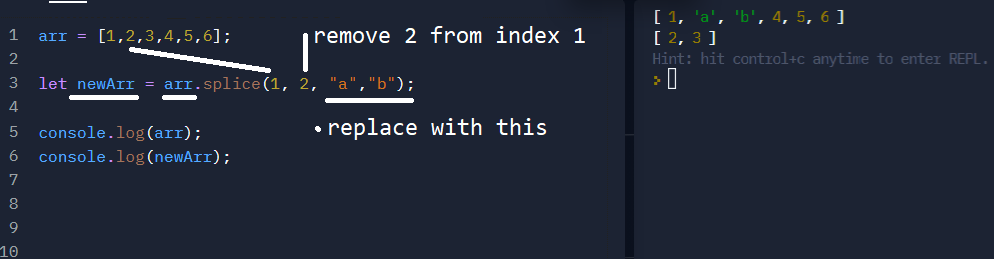 1 arr = [1,2,3,4,5,6];
remove 2 from index 1
2
3 let newArr = arr.splice(1, 2, "a","b");
4
replace with this
5 console.log(arr);
6 console.log(newArr);
7
8
9
10
[ 1, 'a', 'b', 4, 5, 6 ]
[ 2, 3 ]
Hint: hit control+c anytime to enter REPL.
>